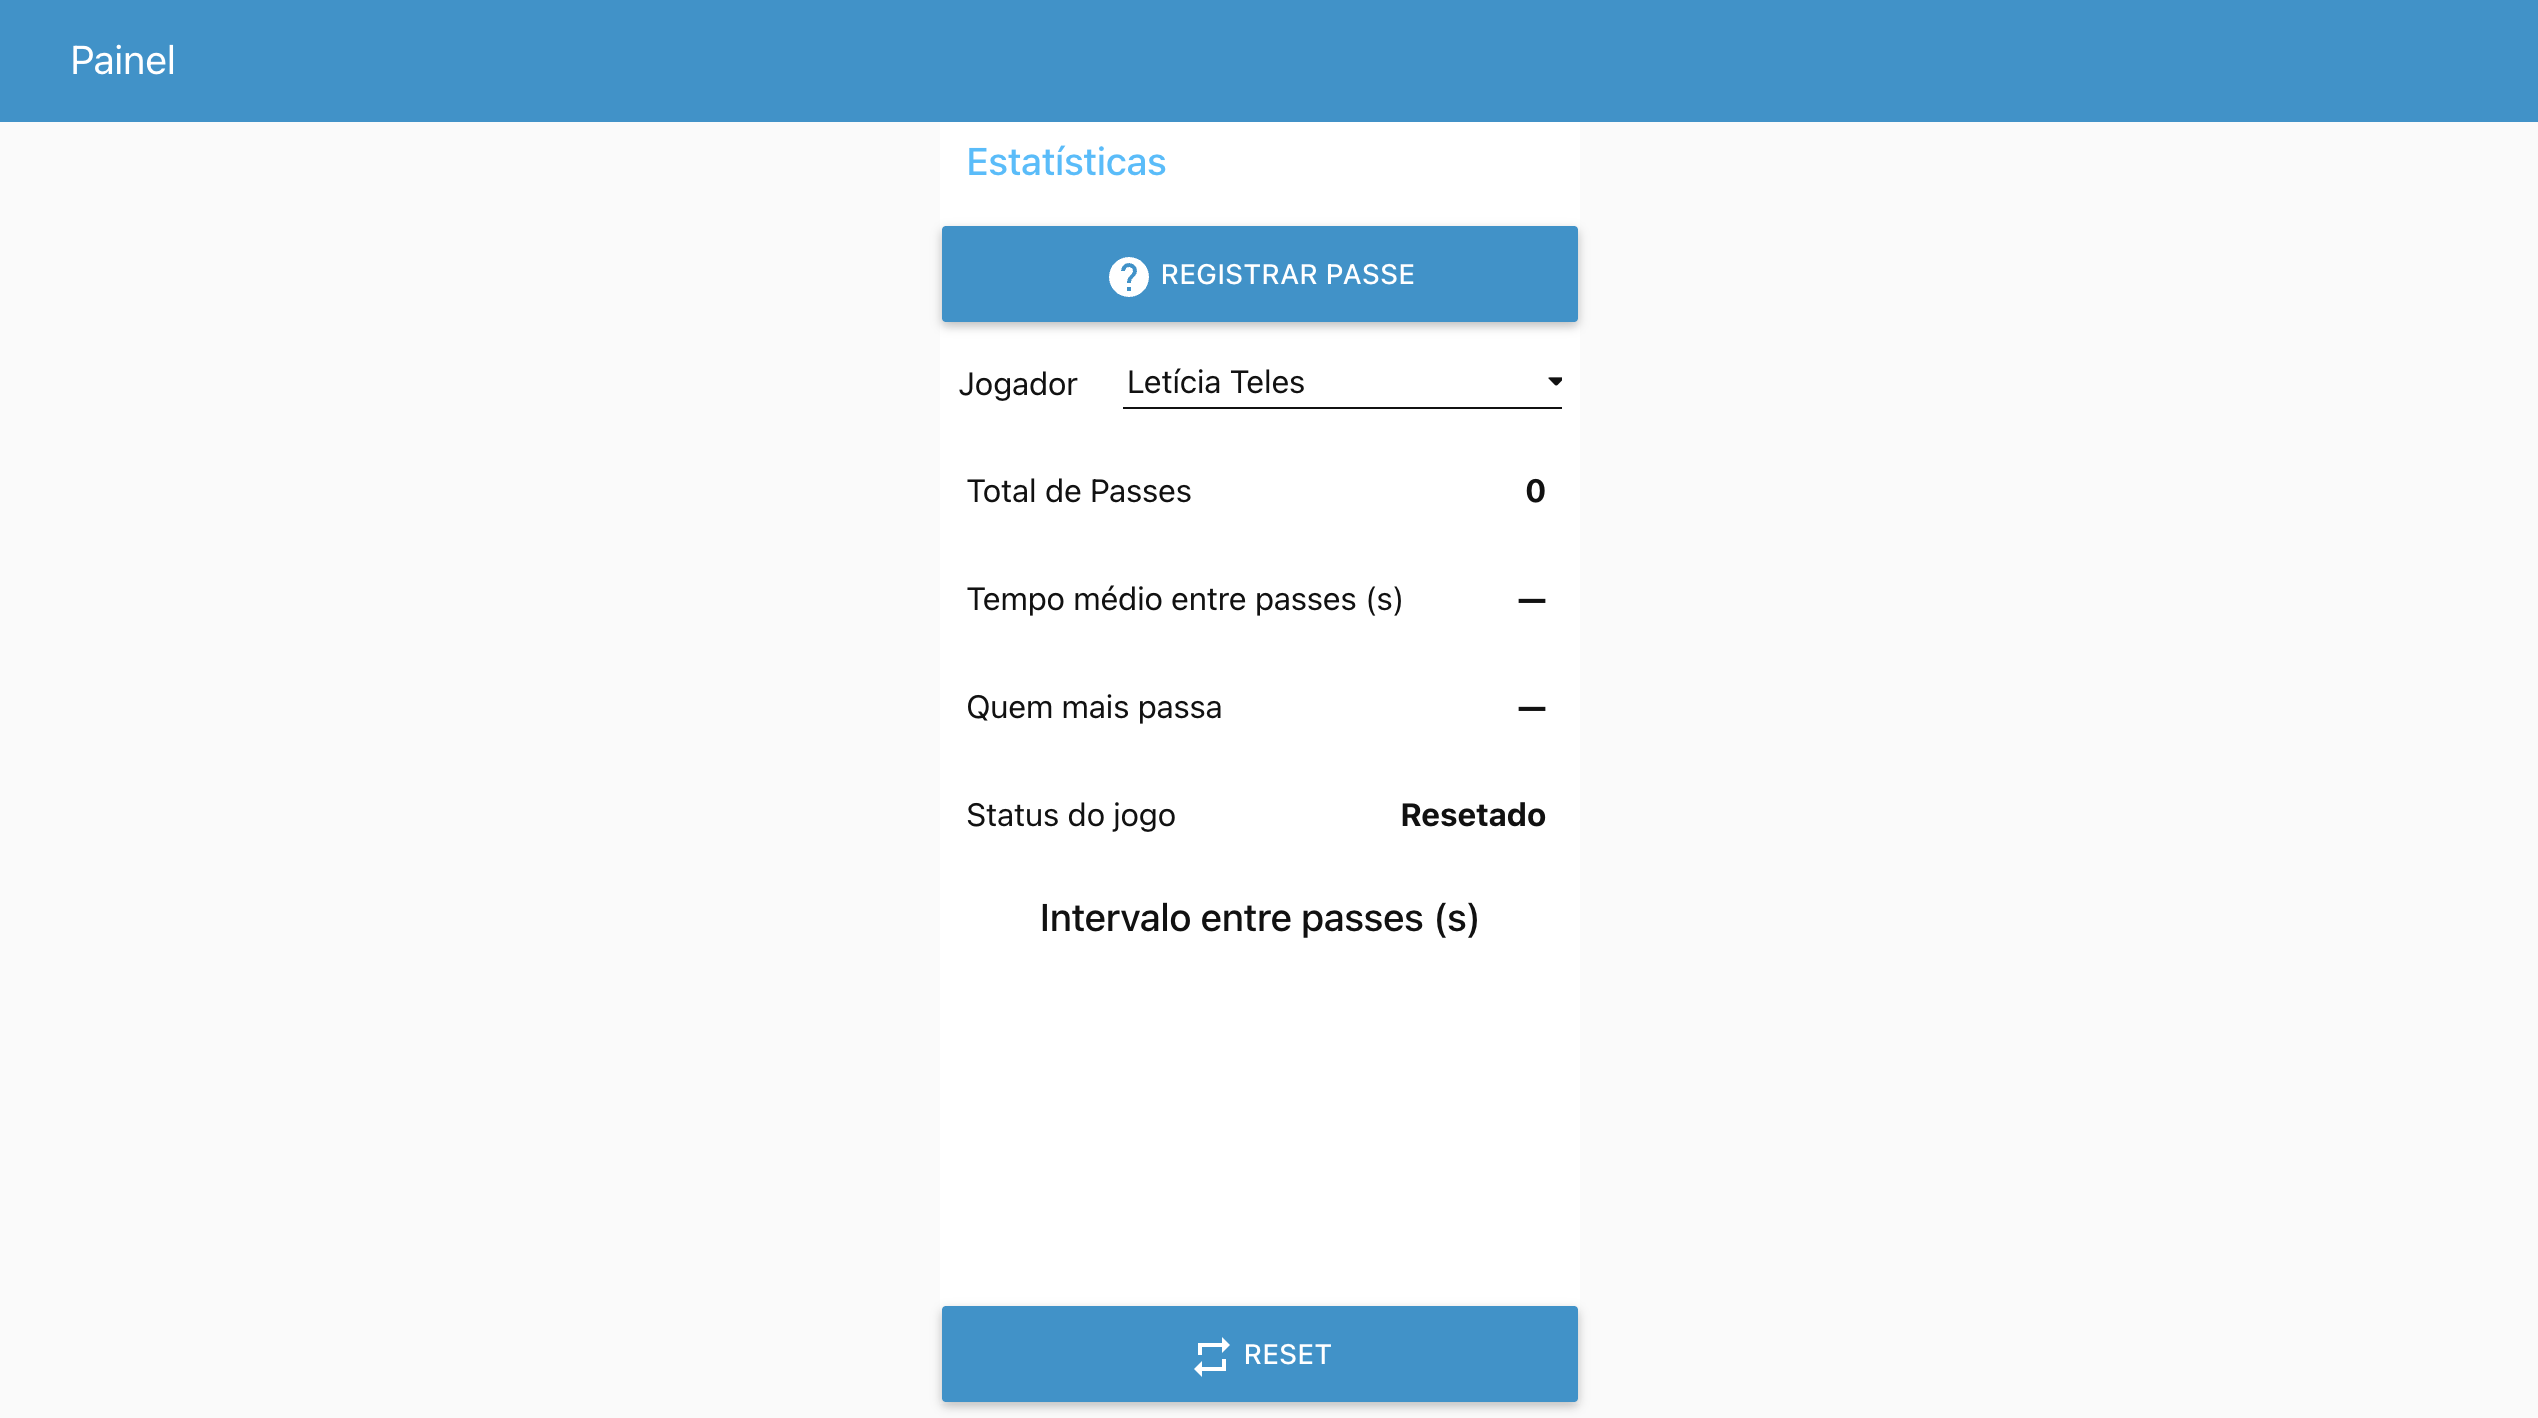 Painel
Estatísticas
REGISTRAR PASSE
Jogador Letícia Teles
Total de Passes 0
Tempo médio entre passes (s) —
Quem mais passa —
Status do jogo Resetado
Intervalo entre passes (s)
RESET